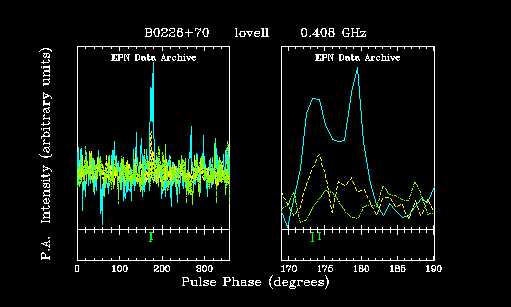 B0226+70 lovell 0.408 GHz
EPN Data Archive EPN Data Archive
P.A. Intensity (arbitrary units)
0 100 200 300 170 175 180 185 190
Pulse Phase (degrees)